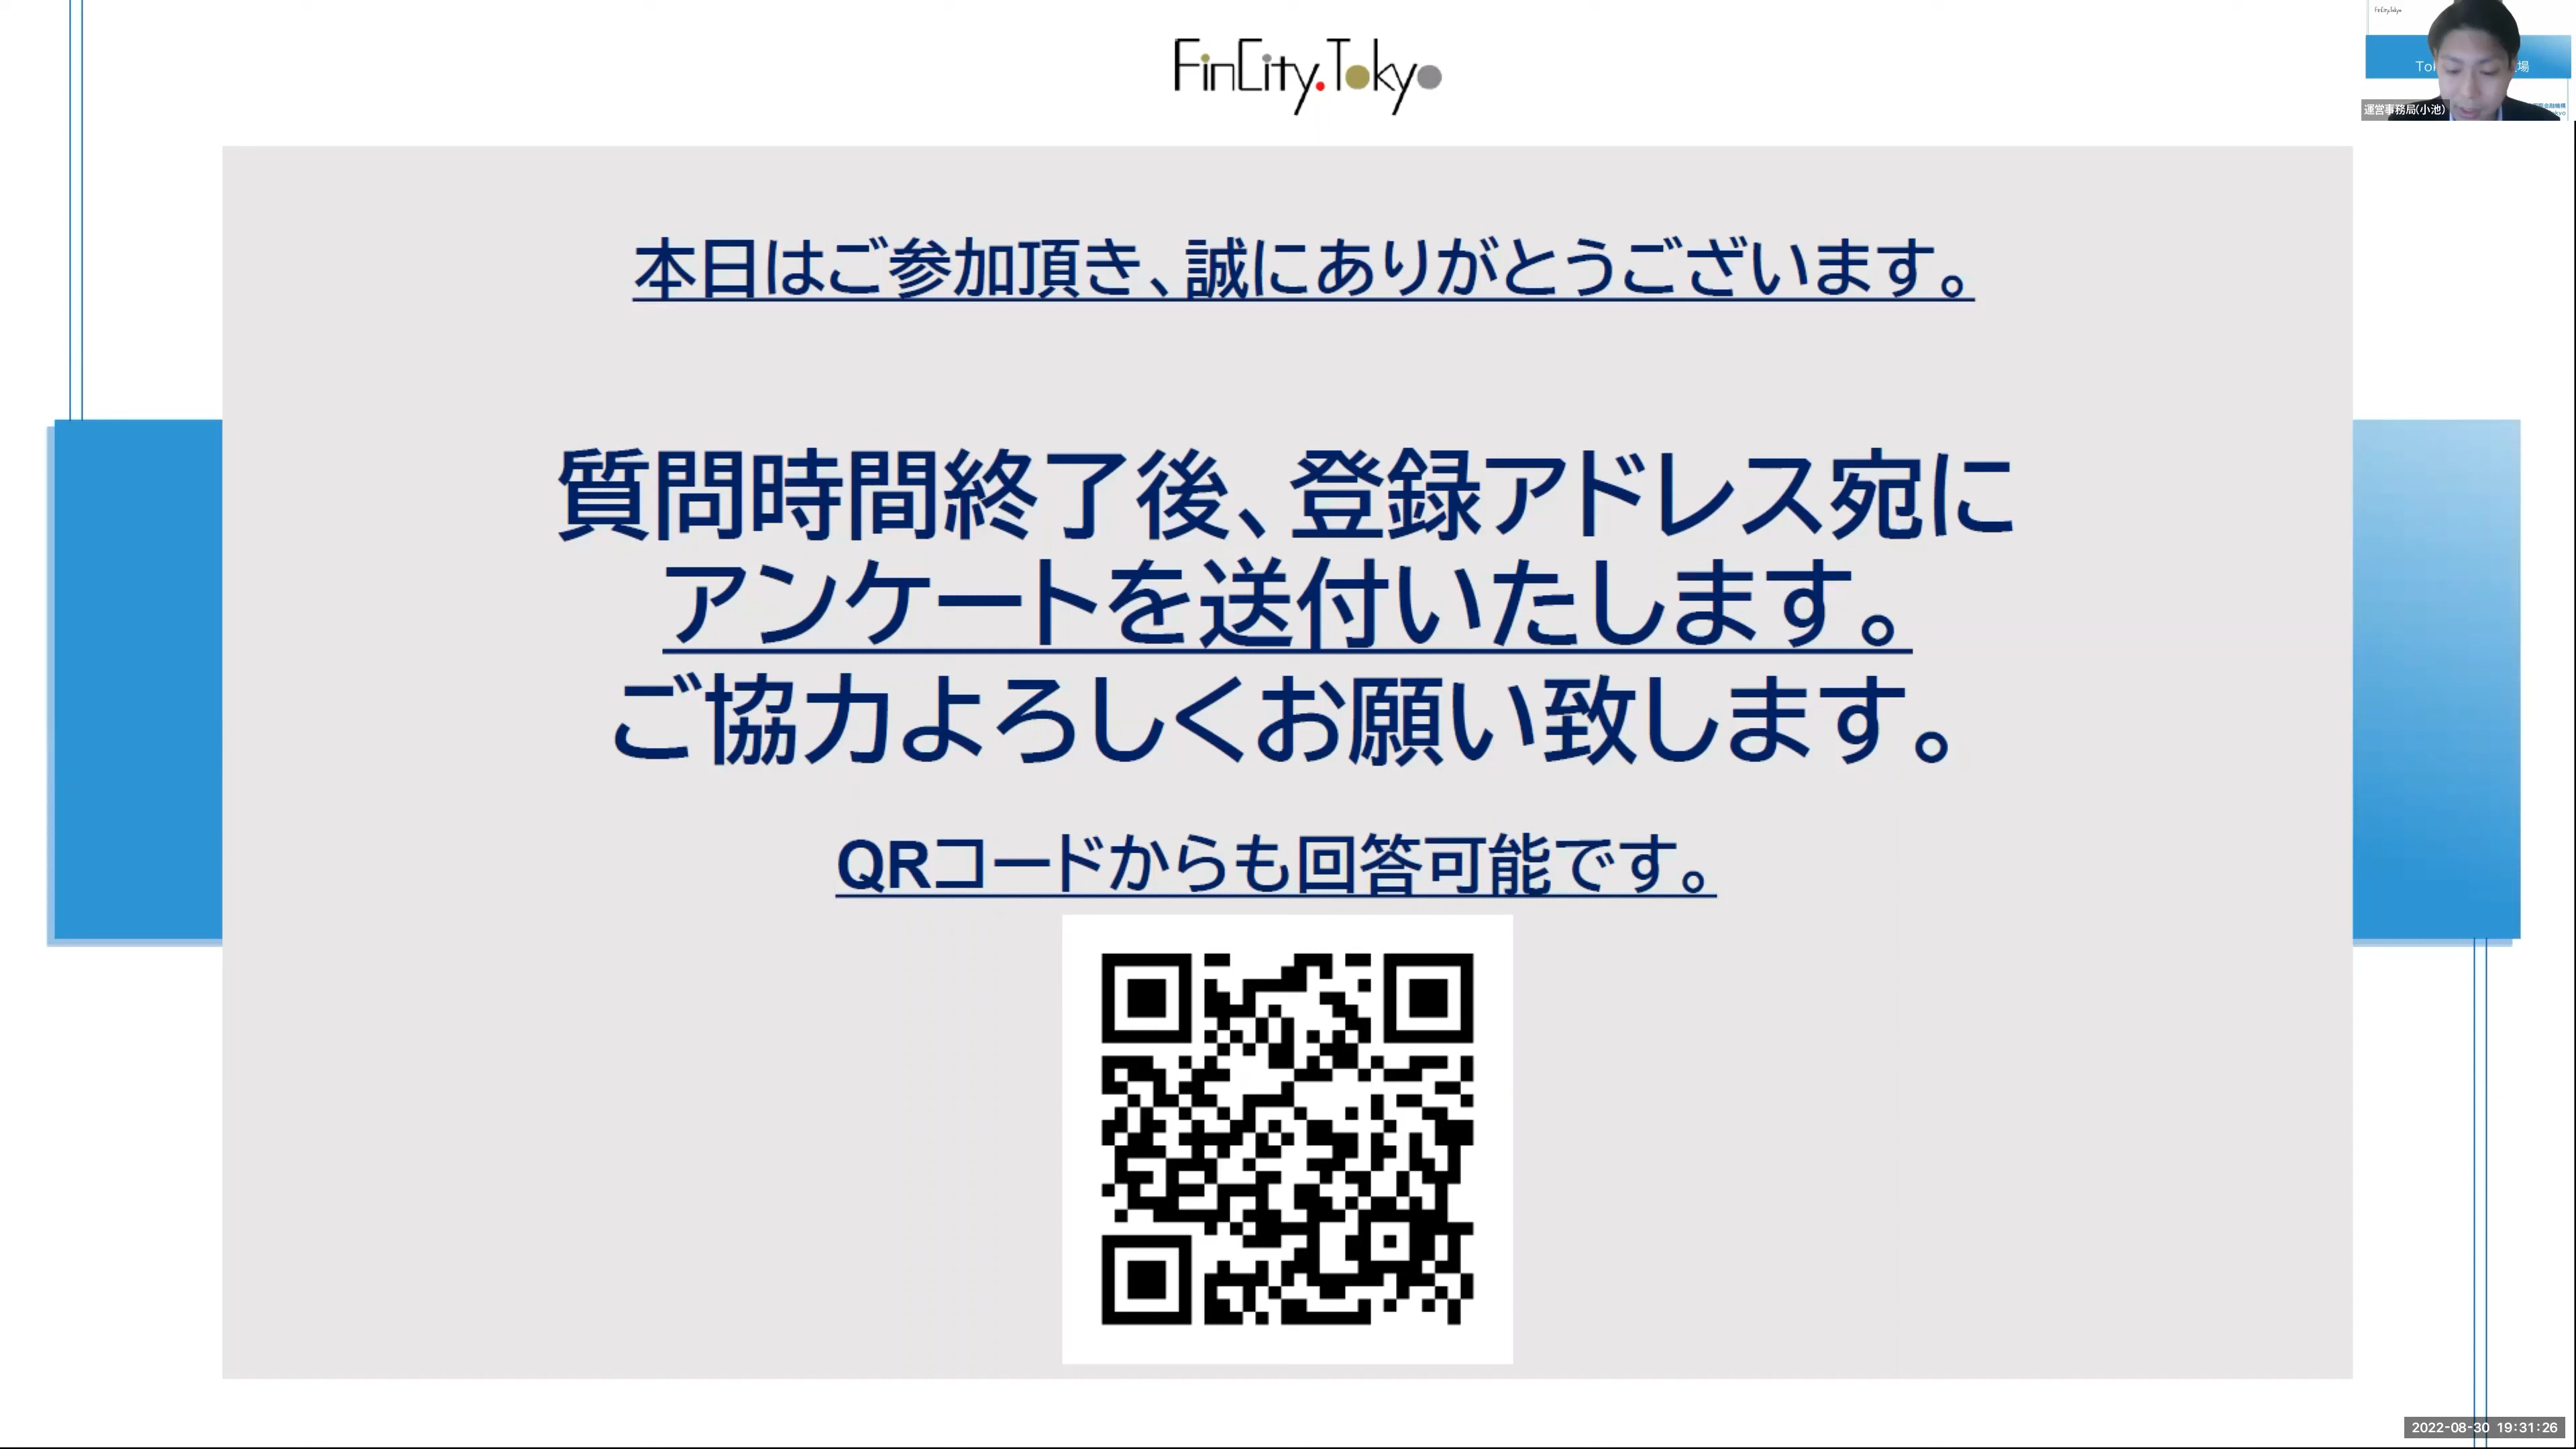 FinCity.Tokyo
FinCity.Tokyo
運営事務局(小池)
本日はご参加頂き、誠にありがとうございます。
質問時間終了後、登録アドレス宛に
アンケートを送付いたします。
ご協力よろしくお願い致します。
QRコードからも回答可能です。
2022-08-30 19:31:26